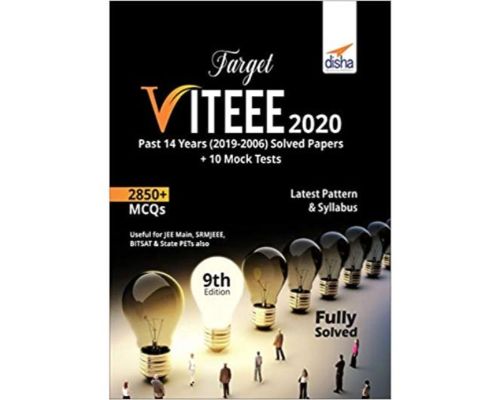 disha
Target
VITEEE 2020
Past 14 Years (2019-2006) Solved Papers
+ 10 Mock Tests
2850+
MCQs
Latest Pattern
& Syllabus
Useful for JEE Main, SRMJEEE,
BITSAT & State PETs also
9th
Edition
Fully
Solved